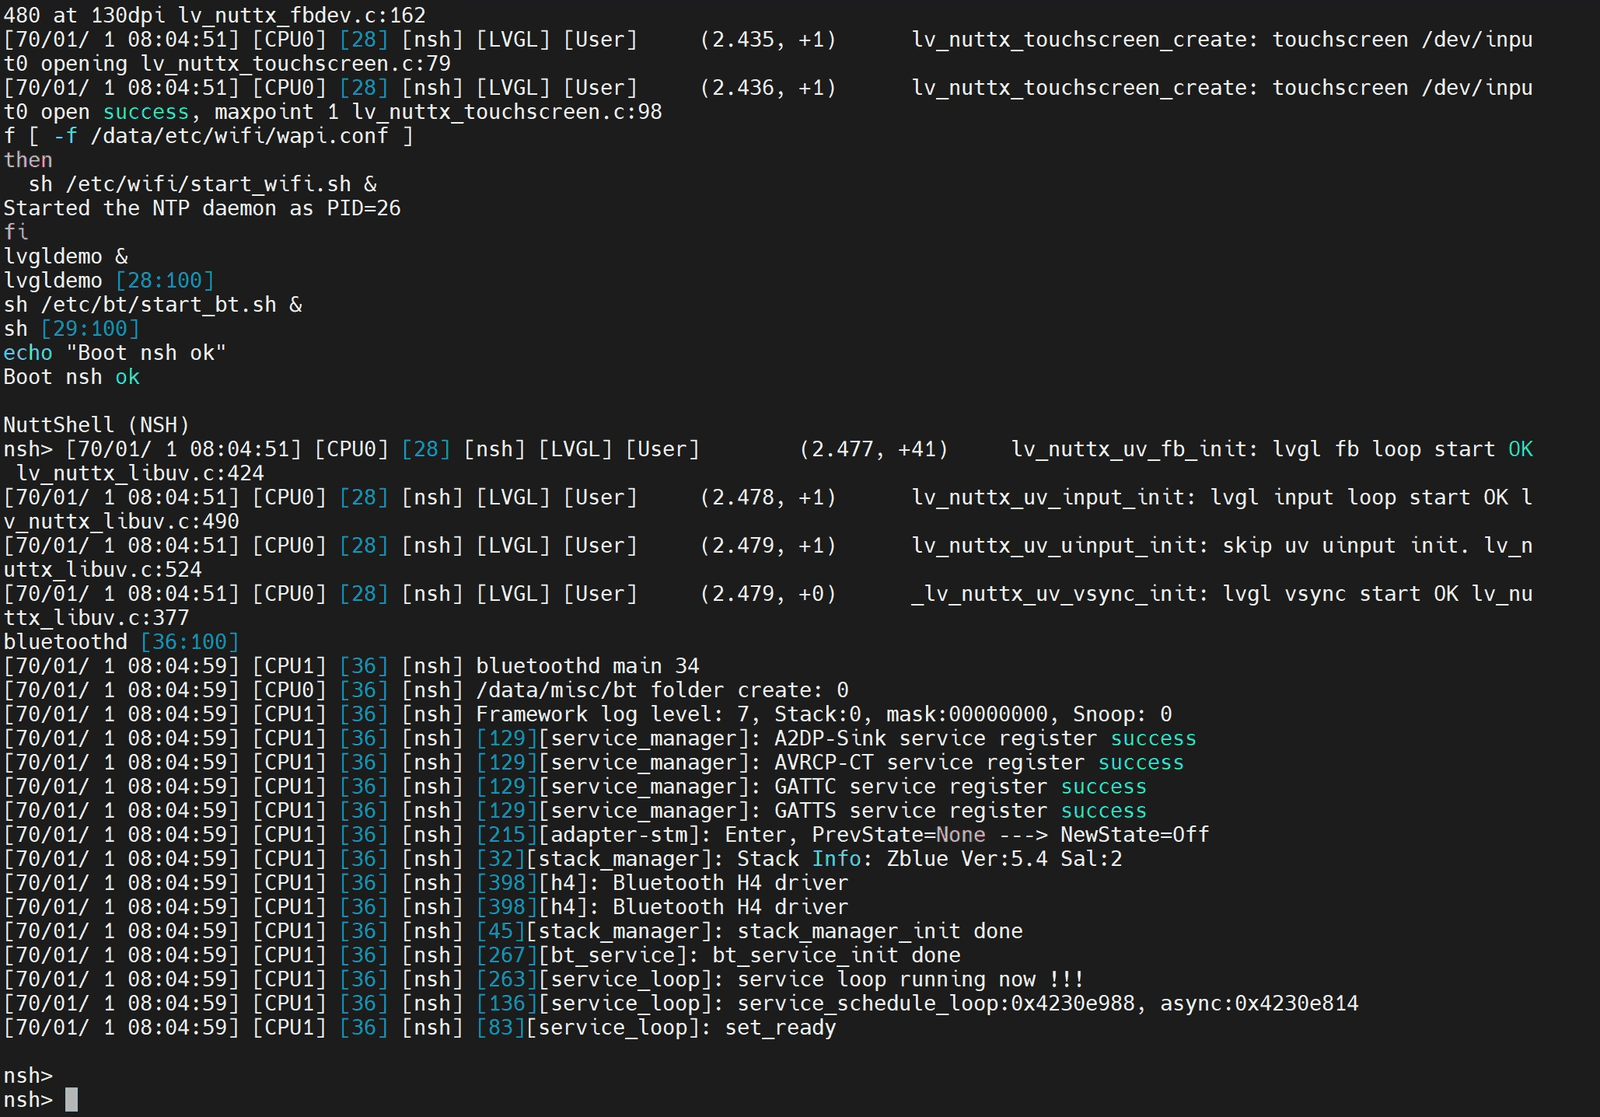 480 at 130dpi lv_nuttx_fbdev.c:162
[70/01/ 1 08:04:51] [CPU0] [28] [nsh] [LVGL] [User]     (2.435, +1)      lv_nuttx_touchscreen_create: touchscreen /dev/inpu
t0 opening lv_nuttx_touchscreen.c:79
[70/01/ 1 08:04:51] [CPU0] [28] [nsh] [LVGL] [User]     (2.436, +1)      lv_nuttx_touchscreen_create: touchscreen /dev/inpu
t0 open success, maxpoint 1 lv_nuttx_touchscreen.c:98
f [ -f /data/etc/wifi/wapi.conf ]
then
  sh /etc/wifi/start_wifi.sh &
Started the NTP daemon as PID=26
fi
lvgldemo &
lvgldemo [28:100]
sh /etc/bt/start_bt.sh &
sh [29:100]
echo "Boot nsh ok"
Boot nsh ok

NuttShell (NSH)
nsh> [70/01/ 1 08:04:51] [CPU0] [28] [nsh] [LVGL] [User]        (2.477, +41)     lv_nuttx_uv_fb_init: lvgl fb loop start OK
 lv_nuttx_libuv.c:424
[70/01/ 1 08:04:51] [CPU0] [28] [nsh] [LVGL] [User]     (2.478, +1)      lv_nuttx_uv_input_init: lvgl input loop start OK l
v_nuttx_libuv.c:490
[70/01/ 1 08:04:51] [CPU0] [28] [nsh] [LVGL] [User]     (2.479, +1)      lv_nuttx_uv_uinput_init: skip uv uinput init. lv_n
uttx_libuv.c:524
[70/01/ 1 08:04:51] [CPU0] [28] [nsh] [LVGL] [User]     (2.479, +0)      _lv_nuttx_uv_vsync_init: lvgl vsync start OK lv_nu
ttx_libuv.c:377
bluetoothd [36:100]
[70/01/ 1 08:04:59] [CPU1] [36] [nsh] bluetoothd main 34
[70/01/ 1 08:04:59] [CPU0] [36] [nsh] /data/misc/bt folder create: 0
[70/01/ 1 08:04:59] [CPU1] [36] [nsh] Framework log level: 7, Stack:0, mask:00000000, Snoop: 0
[70/01/ 1 08:04:59] [CPU1] [36] [nsh] [129][service_manager]: A2DP-Sink service register success
[70/01/ 1 08:04:59] [CPU1] [36] [nsh] [129][service_manager]: AVRCP-CT service register success
[70/01/ 1 08:04:59] [CPU1] [36] [nsh] [129][service_manager]: GATTC service register success
[70/01/ 1 08:04:59] [CPU1] [36] [nsh] [129][service_manager]: GATTS service register success
[70/01/ 1 08:04:59] [CPU1] [36] [nsh] [215][adapter-stm]: Enter, PrevState=None ---> NewState=Off
[70/01/ 1 08:04:59] [CPU1] [36] [nsh] [32][stack_manager]: Stack Info: Zblue Ver:5.4 Sal:2
[70/01/ 1 08:04:59] [CPU1] [36] [nsh] [398][h4]: Bluetooth H4 driver
[70/01/ 1 08:04:59] [CPU1] [36] [nsh] [398][h4]: Bluetooth H4 driver
[70/01/ 1 08:04:59] [CPU1] [36] [nsh] [45][stack_manager]: stack_manager_init done
[70/01/ 1 08:04:59] [CPU1] [36] [nsh] [267][bt_service]: bt_service_init done
[70/01/ 1 08:04:59] [CPU1] [36] [nsh] [263][service_loop]: service loop running now !!!
[70/01/ 1 08:04:59] [CPU1] [36] [nsh] [136][service_loop]: service_schedule_loop:0x4230e988, async:0x4230e814
[70/01/ 1 08:04:59] [CPU1] [36] [nsh] [83][service_loop]: set_ready

nsh>
nsh>